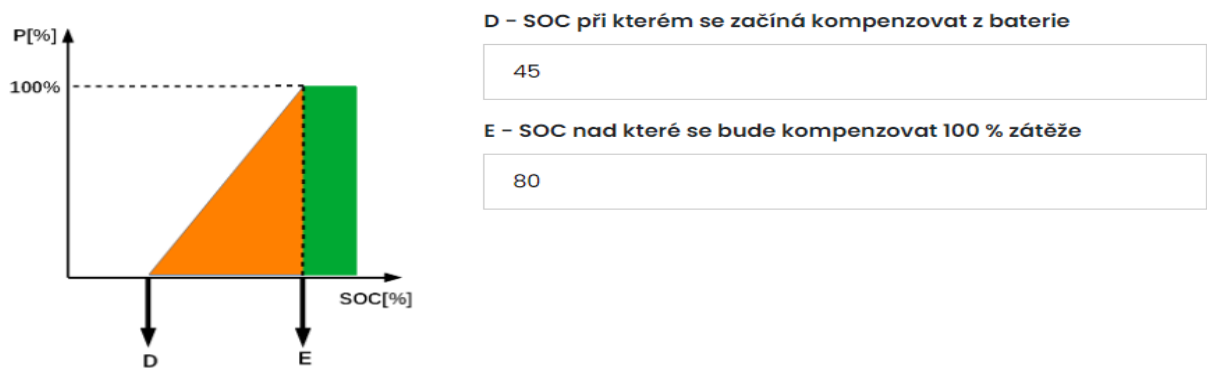 P[%]
100%
SOC[%]
D
E
D - SOC při kterém se začíná kompenzovat z baterie
45
E - SOC nad které se bude kompenzovat 100 % zátěže
80